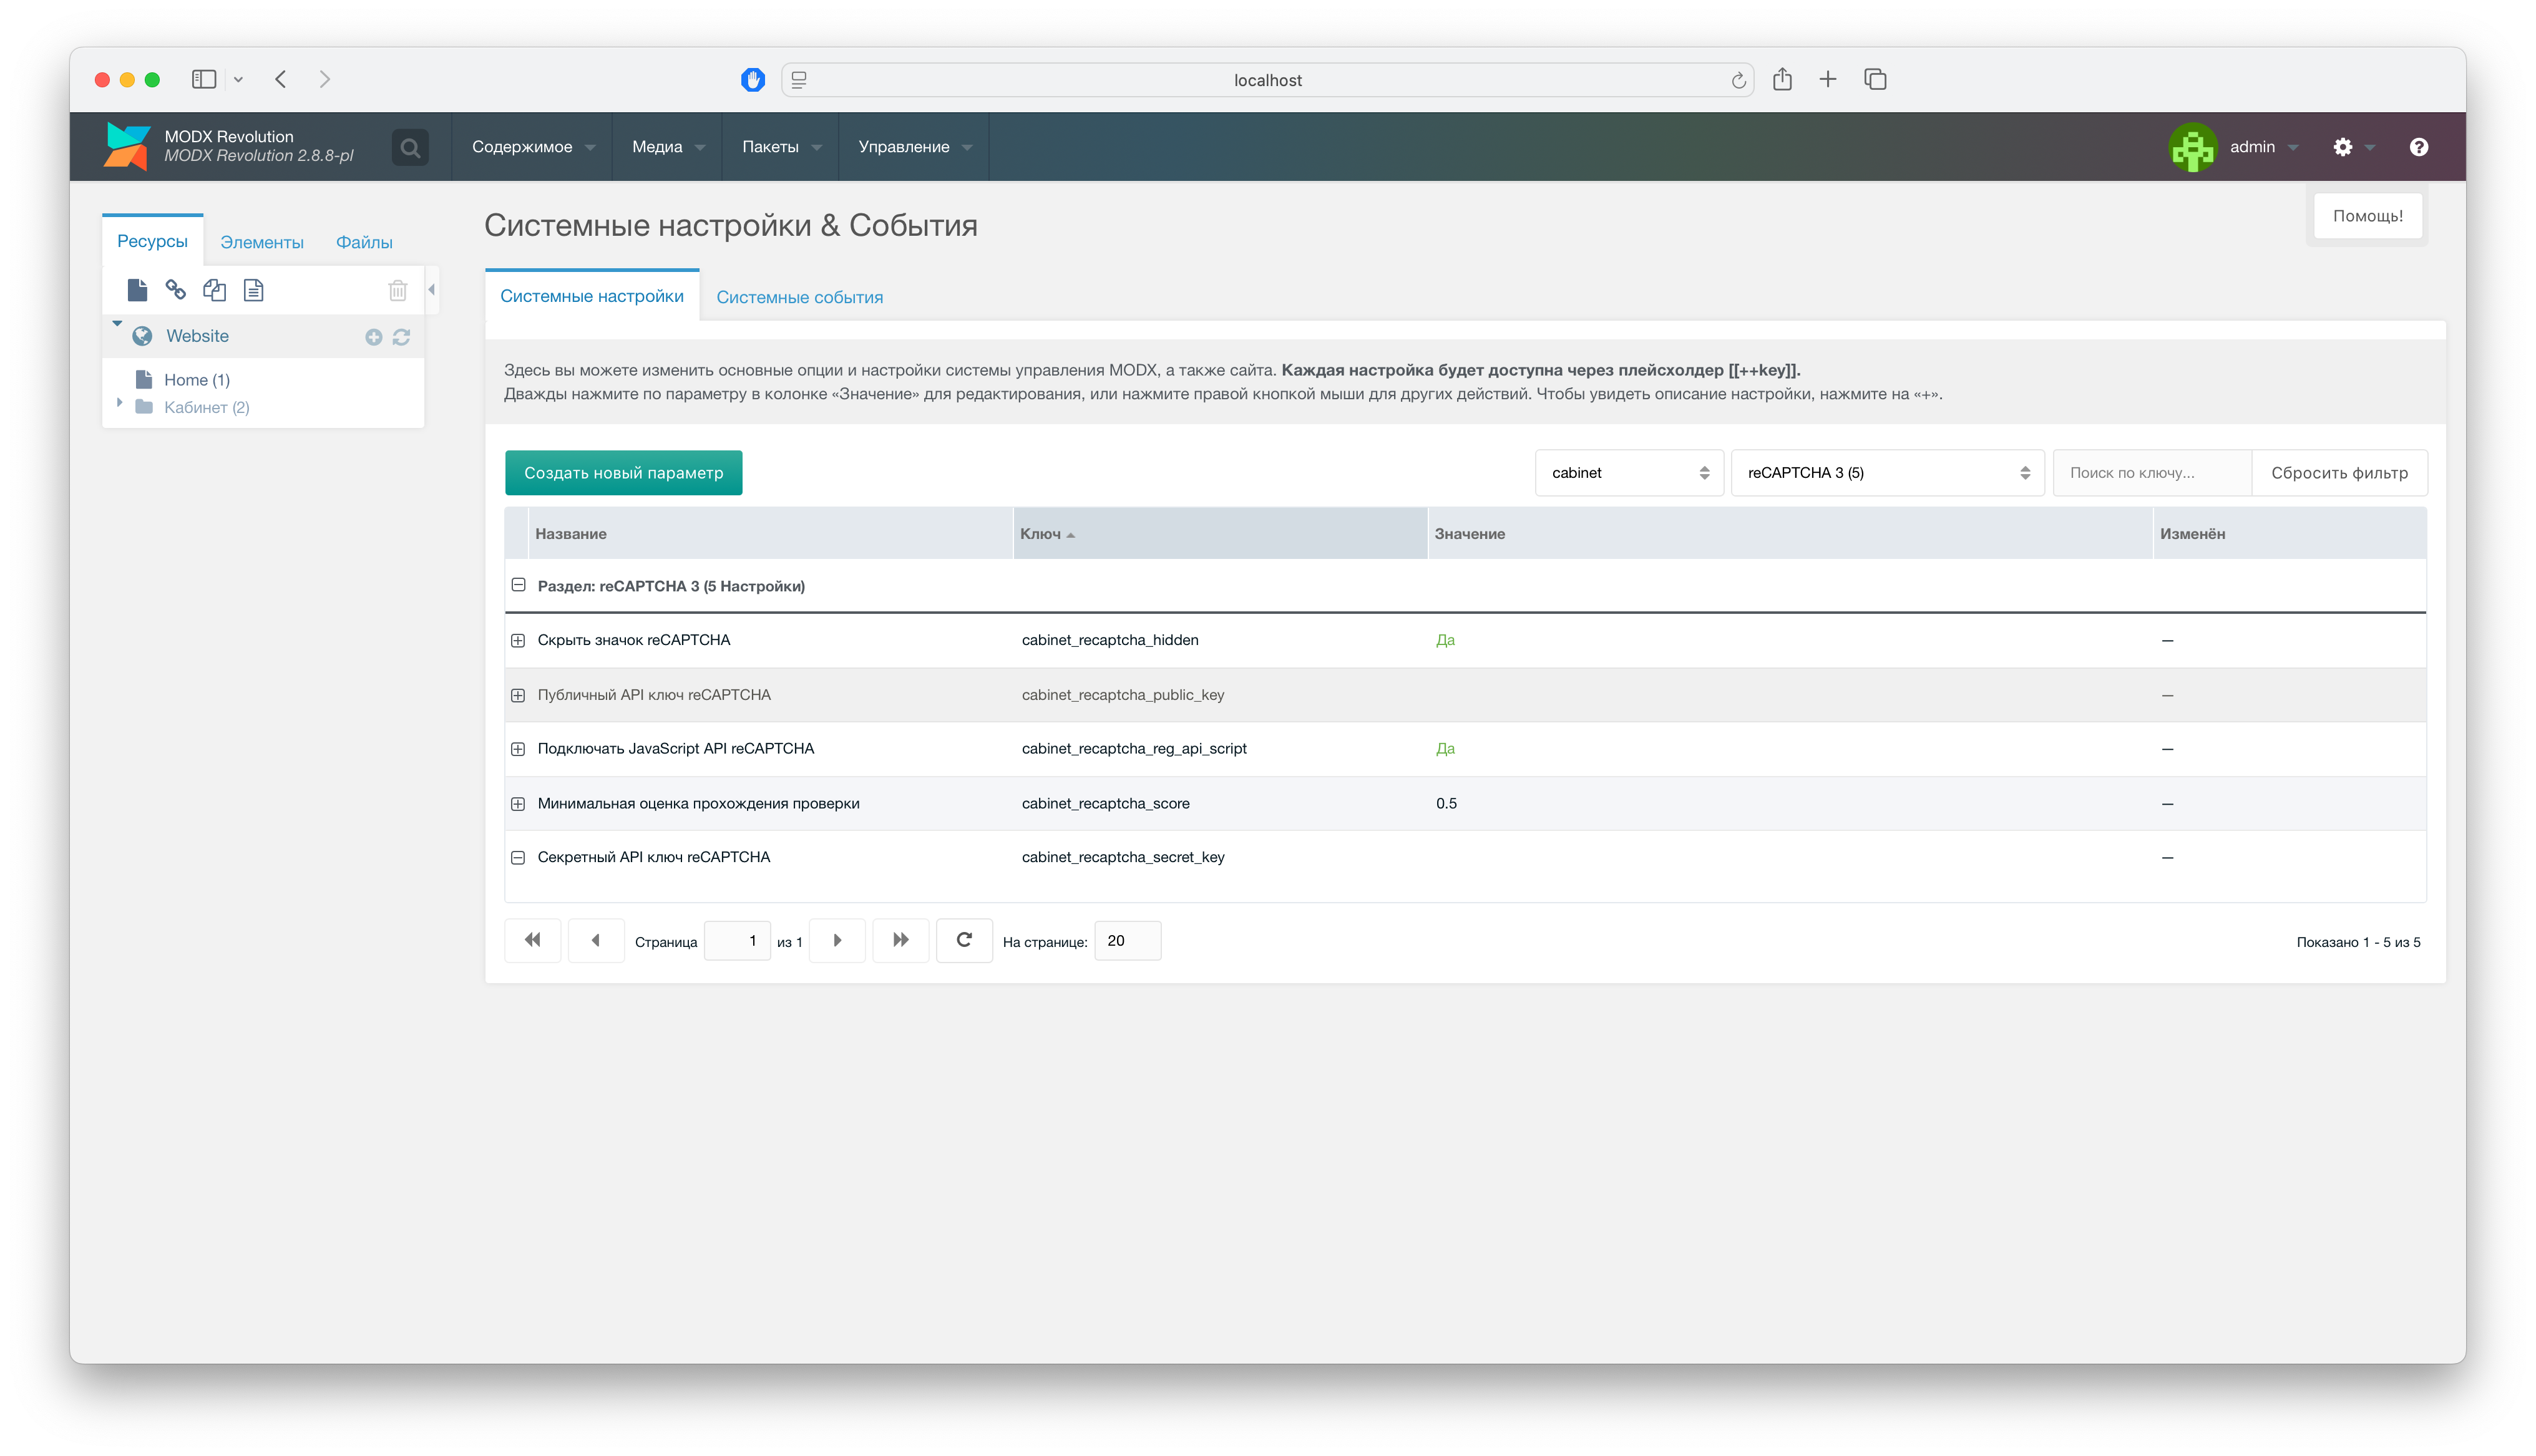 localhost
MODX Revolution
MODX Revolution 2.8.8-pl
Содержимое
Медиа
Пакеты
Управление
admin
Ресурсы
Элементы
Файлы
Website
Home (1)
Кабинет (2)
Системные настройки & События
Помощь!
Системные настройки
Системные события
Здесь вы можете изменить основные опции и настройки системы управления MODX, а также сайта. Каждая настройка будет доступна через плейсхолдер [[++key]].
Дважды нажмите по параметру в колонке «Значение» для редактирования, или нажмите правой кнопкой мыши для других действий. Чтобы увидеть описание настройки, нажмите на «+».
Создать новый параметр
cabinet
reCAPTCHA 3 (5)
Поиск по ключу...
Сбросить фильтр
Название Ключ Значение Изменён
Раздел: reCAPTCHA 3 (5 Настройки)
Скрыть значок reCAPTCHA cabinet_recaptcha_hidden Да —
Публичный API ключ reCAPTCHA cabinet_recaptcha_public_key —
Подключать JavaScript API reCAPTCHA cabinet_recaptcha_reg_api_script Да —
Минимальная оценка прохождения проверки cabinet_recaptcha_score 0.5 —
Секретный API ключ reCAPTCHA cabinet_recaptcha_secret_key —
Страница 1 из 1 На странице: 20 Показано 1 - 5 из 5